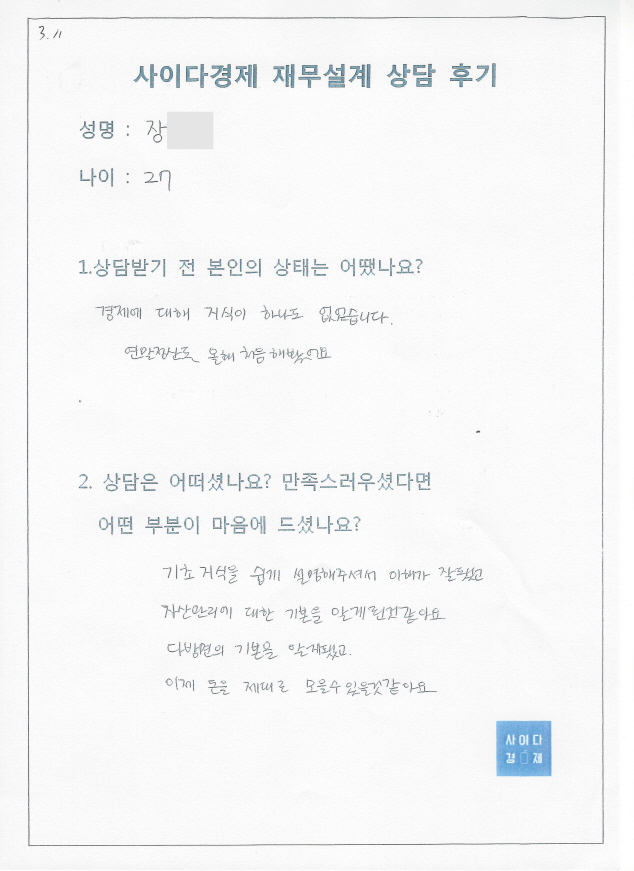 3. 11
사이다경제 재무설계 상담 후기
성명 : 장
나이 : 27
1.상담받기 전 본인의 상태는 어땠나요?
경제에 대해 지식이 하나도 없었습니다.
연말정산도 올해 처음 해봤어요
2. 상담은 어떠셨나요? 만족스러우셨다면
어떤 부분이 마음에 드셨나요?
기초 지식을 쉽게 설명해주셔서 이해가 잘됐고
자산관리에 대한 기본을 알게된것같아요
다방면의 기본을 알게됐고.
이제 돈을 제대로 모을수있을것같아요
사이다
경제